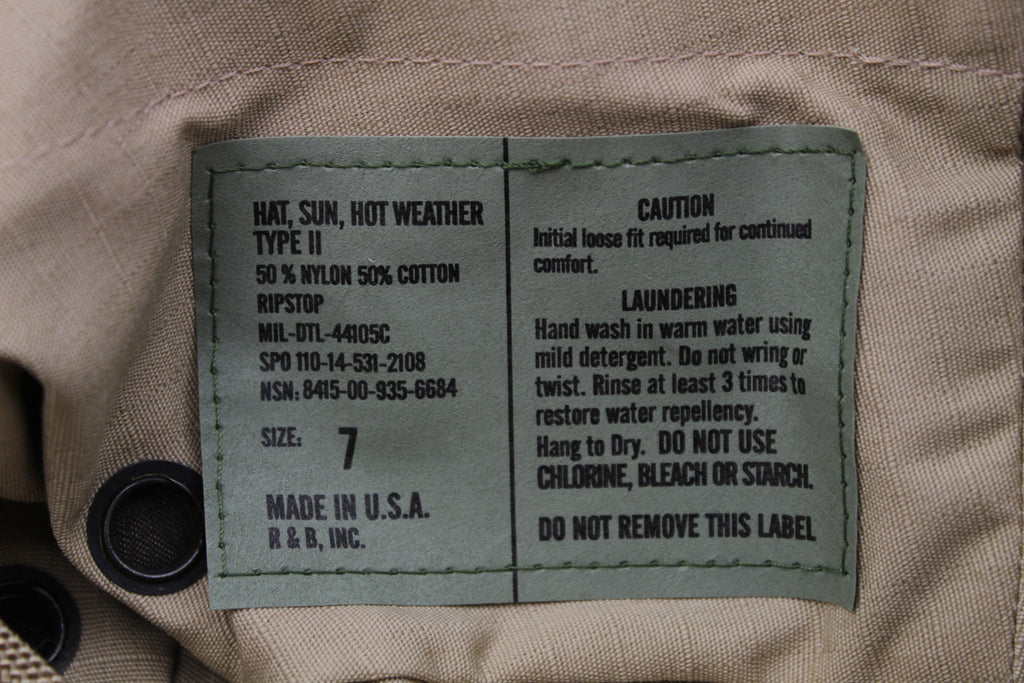 HAT, SUN, HOT WEATHER
TYPE II
50 % NYLON 50% COTTON
RIPSTOP
MIL-DTL-44105C
SPO 110-14-531-2108
NSN: 8415-00-935-6684
SIZE: 7
MADE IN U.S.A.
R & B, INC.
CAUTION
Initial loose fit required for continued
comfort.
LAUNDERING
Hand wash in warm water using
mild detergent. Do not wring or
twist. Rinse at least 3 times to
restore water repellency.
Hang to Dry. DO NOT USE
CHLORINE, BLEACH OR STARCH.
DO NOT REMOVE THIS LABEL